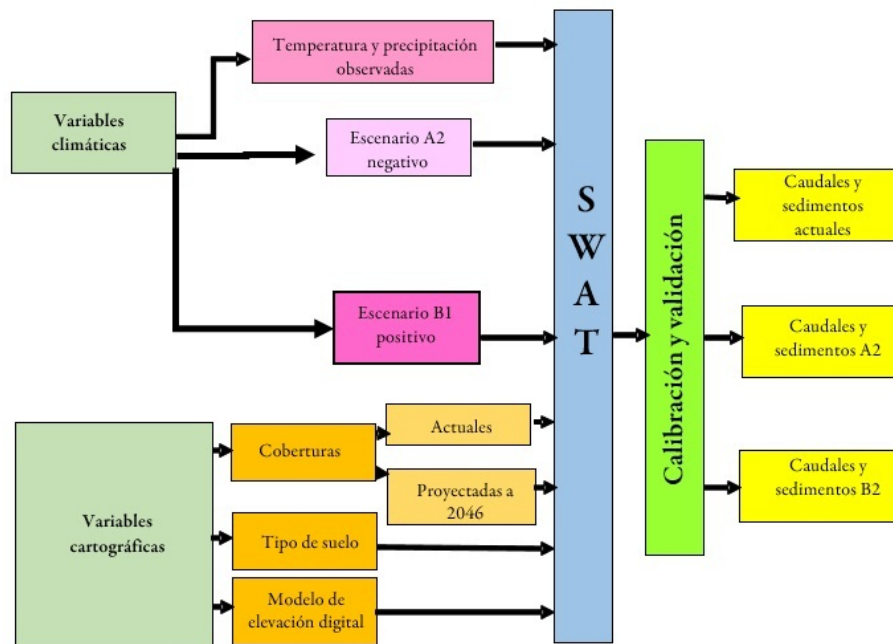 Temperatura y precipitación
observadas
Variables
climáticas
Escenario A2
negativo
Escenario B1
positivo
Variables
cartográficas
Coberturas
Actuales
Proyectadas a
2046
Tipo de suelo
Modelo de
elevación digital
S
W
A
T
Calibración y validación
Caudales y
sedimentos
actuales
Caudales y
sedimentos A2
Caudales y
sedimentos B2